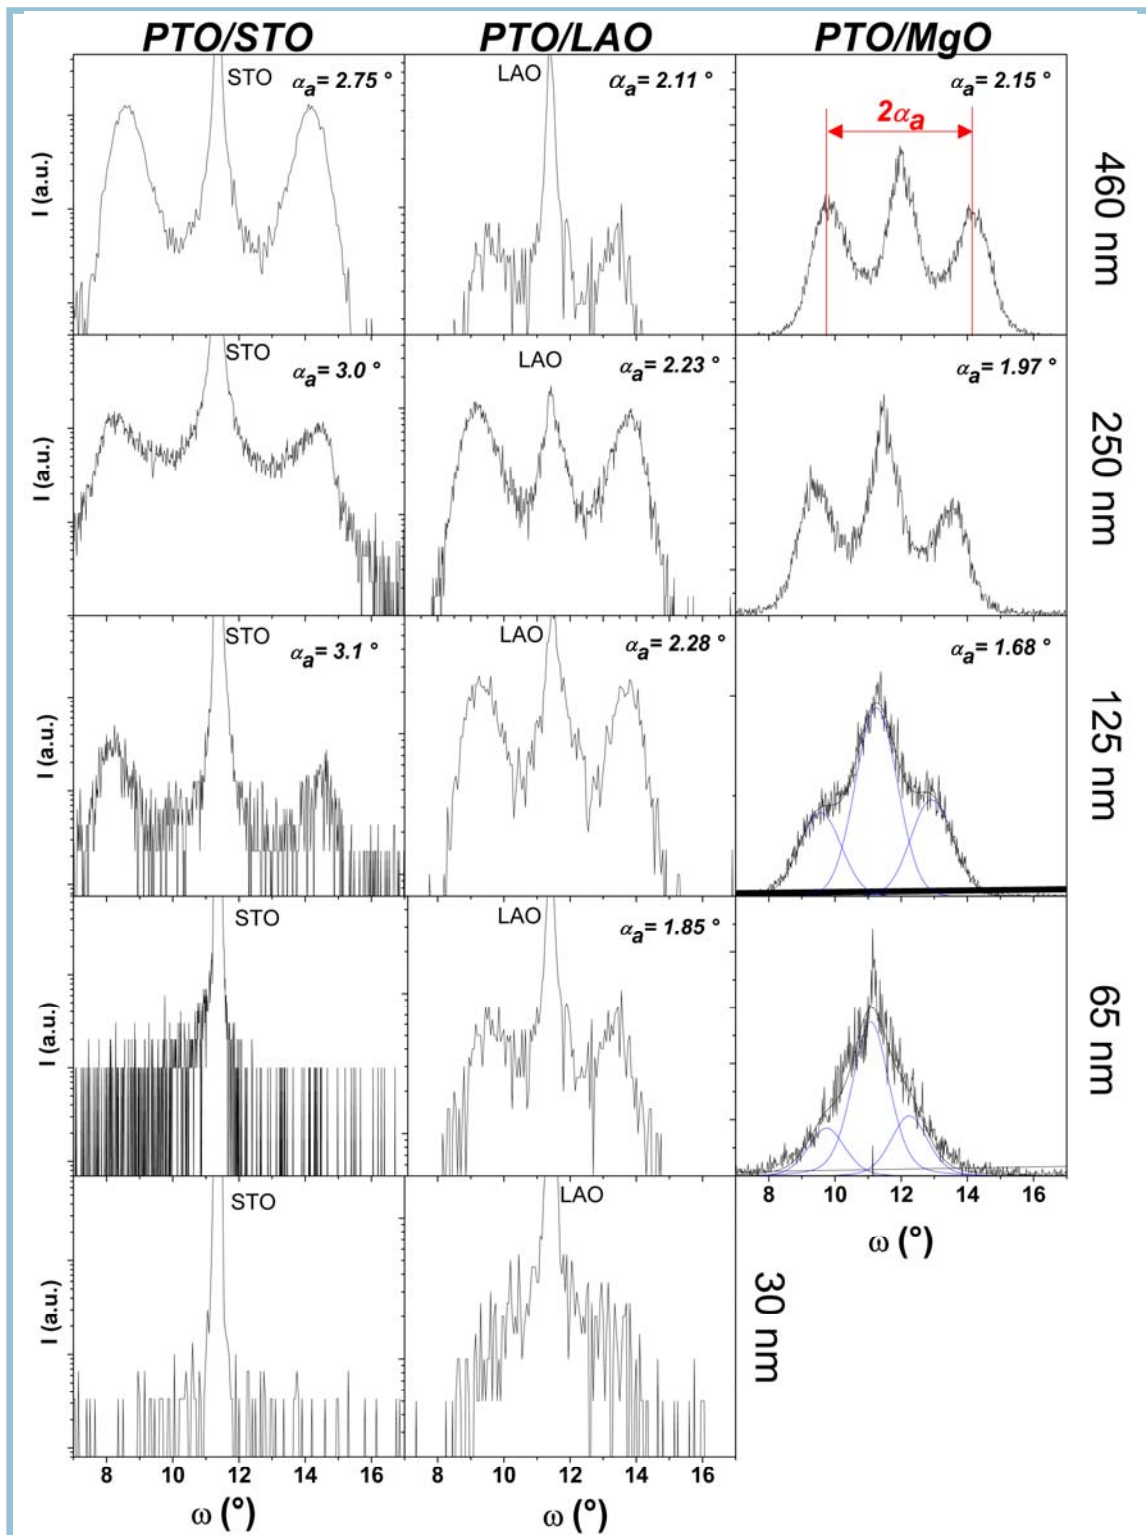 PTO/STO PTO/LAO PTO/MgO
STO αa= 2.75 ° LAO αa= 2.11 ° αa= 2.15 °
2αa
I (a.u.) 460 nm
STO αa= 3.0 ° LAO αa= 2.23 ° αa= 1.97 °
I (a.u.) 250 nm
STO αa= 3.1 ° LAO αa= 2.28 ° αa= 1.68 °
I (a.u.) 125 nm
STO LAO αa= 1.85 °
I (a.u.) 65 nm
8 10 12 14 16
ω (°)
STO LAO
I (a.u.) 30 nm
8 10 12 14 16 8 10 12 14 16
ω (°) ω (°)